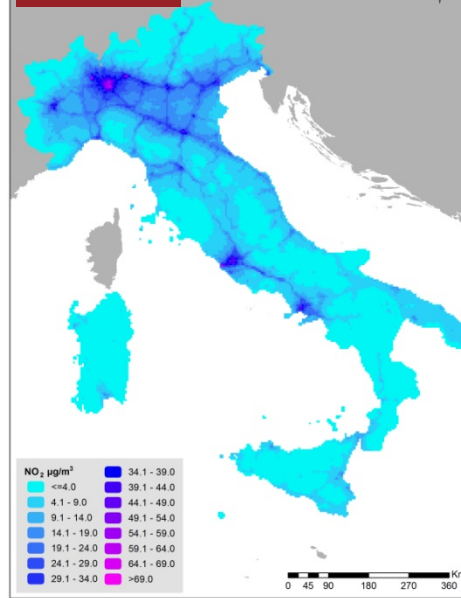 NO₂ µg/m³
<=4.0
4.1 - 9.0
9.1 - 14.0
14.1 - 19.0
19.1 - 24.0
24.1 - 29.0
29.1 - 34.0
34.1 - 39.0
39.1 - 44.0
44.1 - 49.0
49.1 - 54.0
54.1 - 59.0
59.1 - 64.0
64.1 - 69.0
>69.0
0 45 90 180 270 360